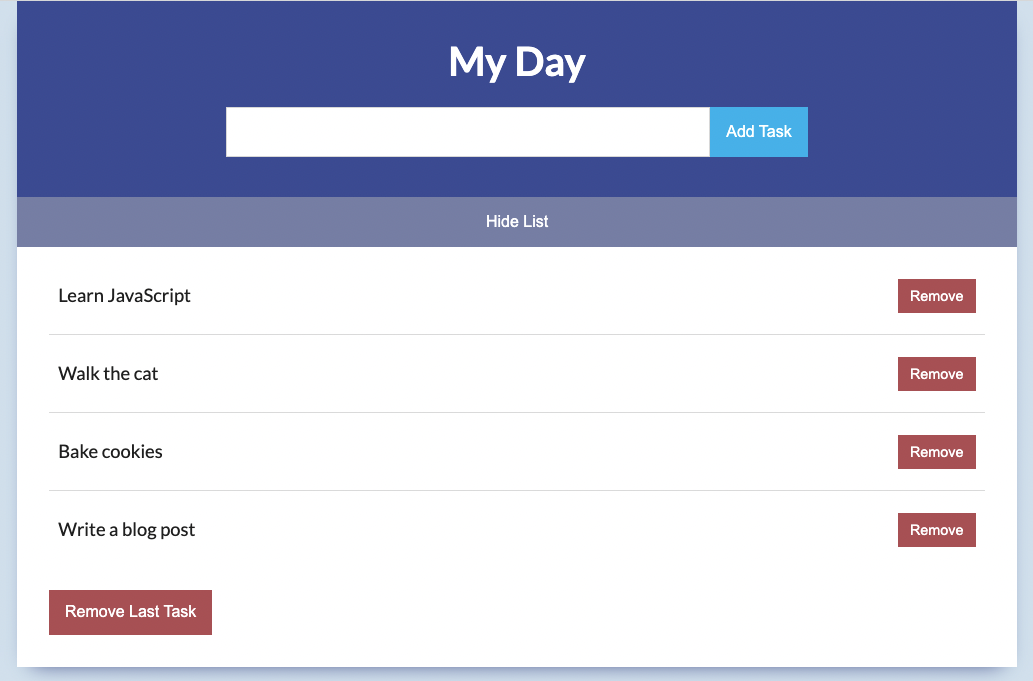 My Day
Add Task
Hide List
Learn JavaScript Remove
Walk the cat Remove
Bake cookies Remove
Write a blog post Remove
Remove Last Task